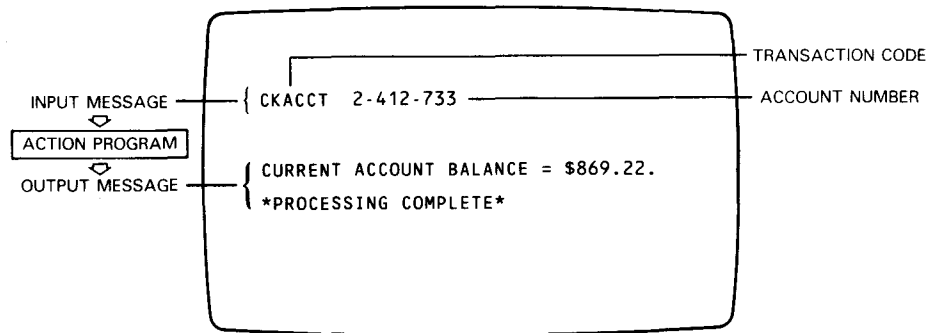 TRANSACTION CODE
INPUT MESSAGE
CKACCT 2-412-733
ACCOUNT NUMBER
ACTION PROGRAM
OUTPUT MESSAGE
CURRENT ACCOUNT BALANCE = $869.22.
*PROCESSING COMPLETE*